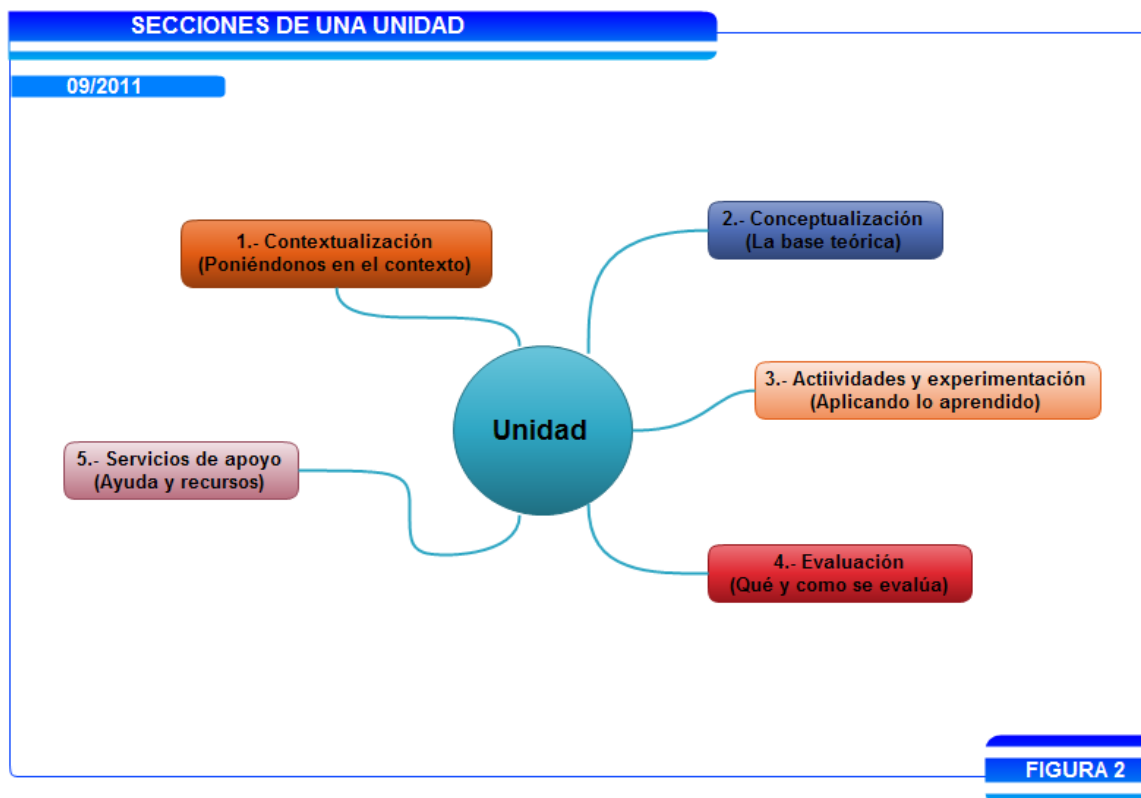 SECCIONES DE UNA UNIDAD
09/2011
1.- Contextualización
(Poniéndonos en el contexto)
2.- Conceptualización
(La base teórica)
3.- Actiividades y experimentación
(Aplicando lo aprendido)
Unidad
5.- Servicios de apoyo
(Ayuda y recursos)
4.- Evaluación
(Qué y como se evalúa)
FIGURA 2